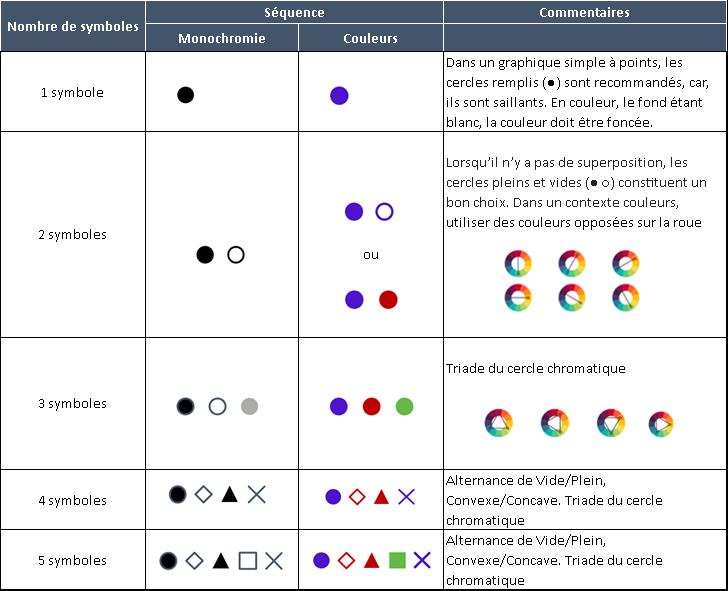 Nombre de symboles
Séquence
Commentaires
Monochromie
Couleurs
1 symbole
Dans un graphique simple à points, les
cercles remplis (●) sont recommandés, car,
ils sont saillants. En couleur, le fond étant
blanc, la couleur doit être foncée.
2 symboles
ou
Lorsqu'il n'y a pas de superposition, les
cercles pleins et vides (● ○) constituent un
bon choix. Dans un contexte couleurs,
utiliser des couleurs opposées sur la roue
3 symboles
Triade du cercle chromatique
4 symboles
Alternance de Vide/Plein,
Convexe/Concave. Triade du cercle
chromatique
5 symboles
Alternance de Vide/Plein,
Convexe/Concave. Triade du cercle
chromatique